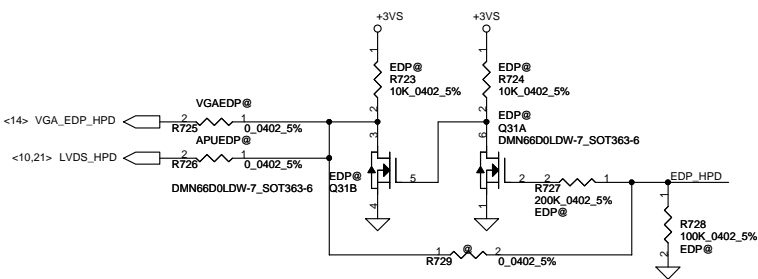 +3VS
+3VS
1
1
EDP@
R723
10K_0402_5%
EDP@
R724
10K_0402_5%
2
2
VGAEDP@
EDP@
Q31A
DMN66D0LDW-7_SOT363-6
<14> VGA_EDP_HPD
2
1
R725
0_0402_5%
3
6
APUEDP@
<10,21> LVDS_HPD
2
1
R726
0_0402_5%
EDP@
Q31B
DMN66D0LDW-7_SOT363-6
5
2
2
1
R727
200K_0402_5%
EDP@
EDP_HPD
4
1
1
R728
100K_0402_5%
EDP@
2
@
1
2
R729
0_0402_5%